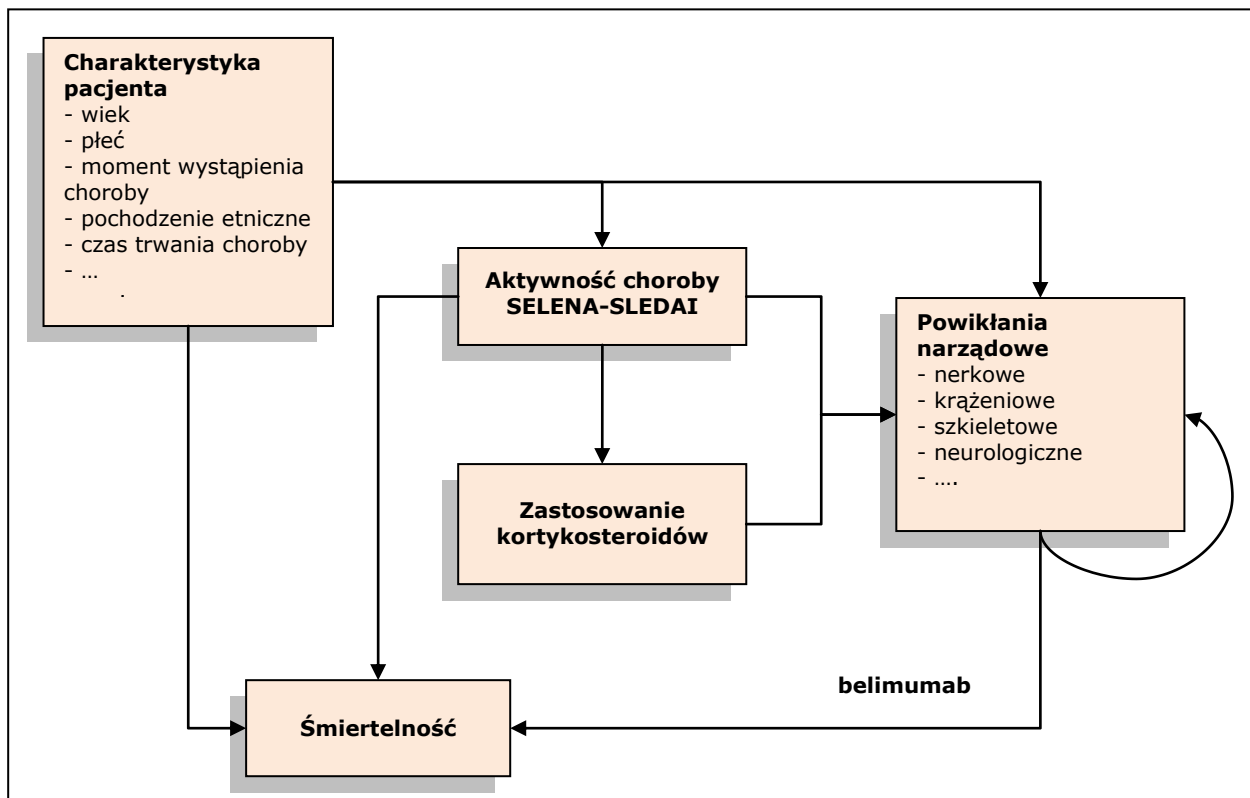 Charakterystyka
pacjenta
- wiek
- płeć
- moment wystąpienia
choroby
- pochodzenie etniczne
- czas trwania choroby
- ...
.
Aktywność choroby
SELENA-SLEDAI
Powikłania
narządowe
- nerkowe
- krążeniowe
- szkieletowe
- neurologiczne
- ....
Zastosowanie
kortykosteroidów
belimumab
Śmiertelność